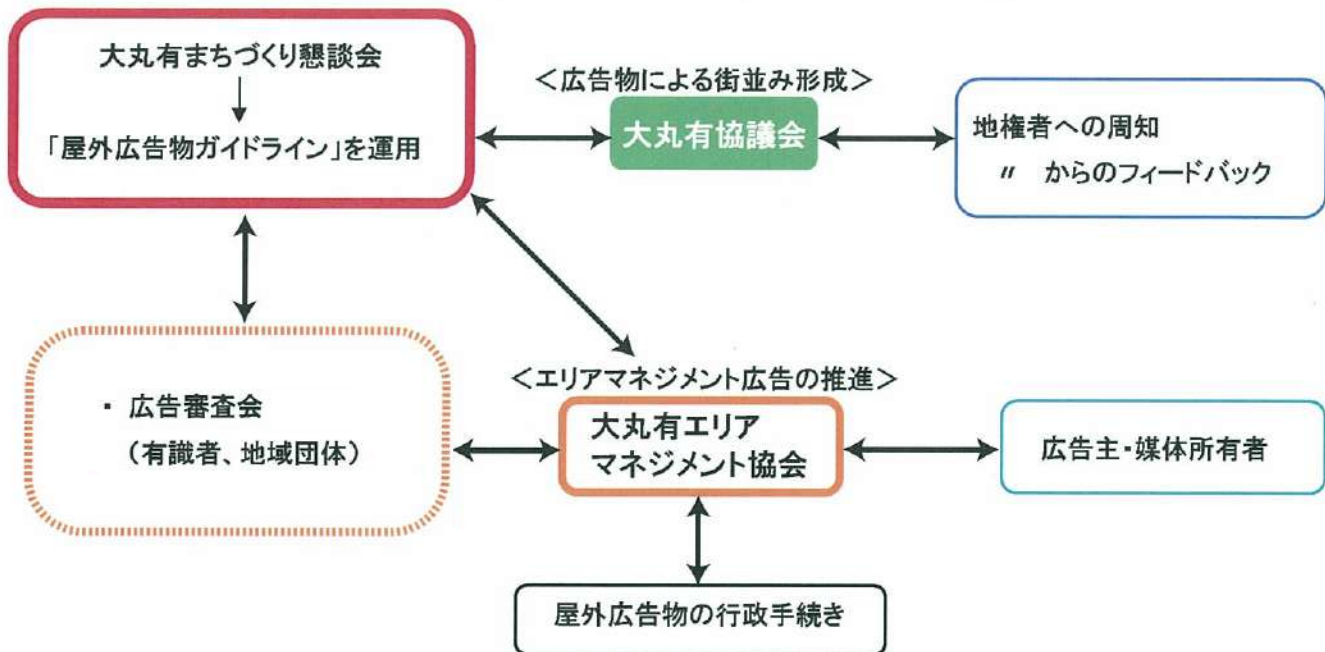 大丸有まちづくり懇談会
「屋外広告物ガイドライン」を運用
<広告物による街並み形成>
大丸有協議会
地権者への周知
〃 からのフィードバック
・ 広告審査会
(有識者、地域団体)
<エリアマネジメント広告の推進>
大丸有エリア
マネジメント協会
広告主・媒体所有者
屋外広告物の行政手続き